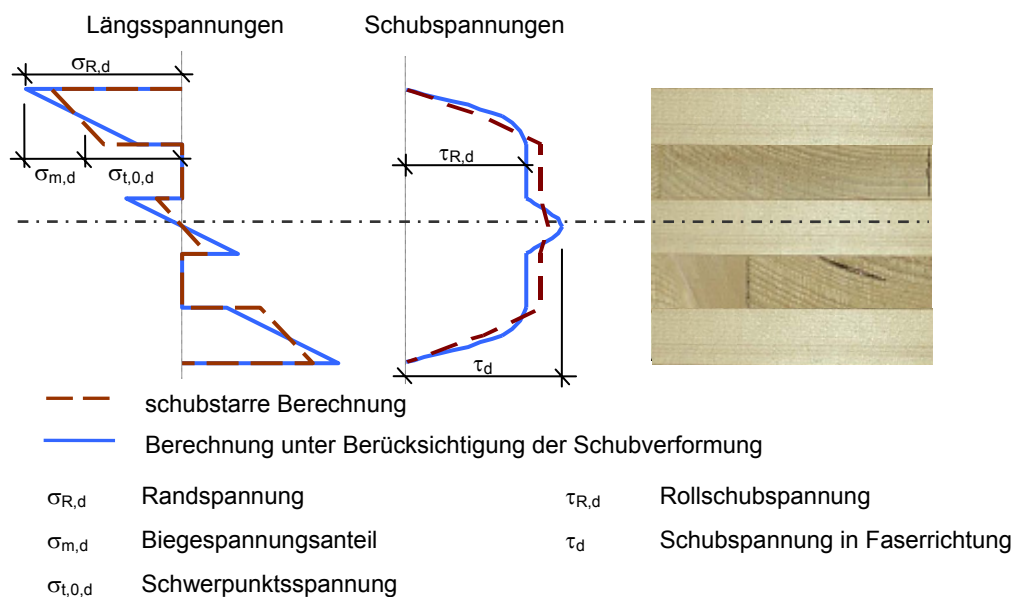 Längsspannungen
Schubspannungen
σR,d
σm,d
σt,0,d
τR,d
τd
schubstarre Berechnung
Berechnung unter Berücksichtigung der Schubverformung
σR,d Randspannung
τR,d Rollschubspannung
σm,d Biegespannungsanteil
τd Schubspannung in Faserrichtung
σt,0,d Schwerpunktsspannung